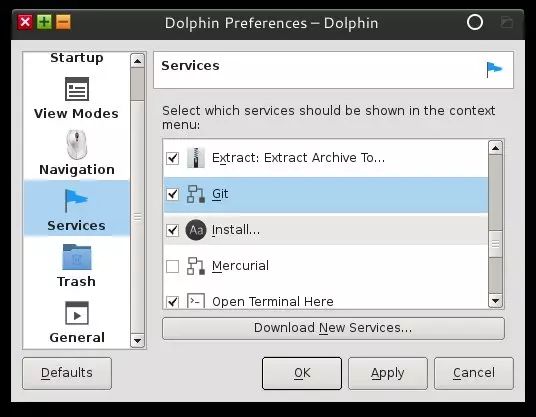 Dolphin Preferences – Dolphin
Startup
View Modes
Navigation
Services
Trash
General
Services
Select which services should be shown in the context
menu:
Extract: Extract Archive To...
Git
Aa Install...
Mercurial
Open Terminal Here
Download New Services...
Defaults
OK
Apply
Cancel